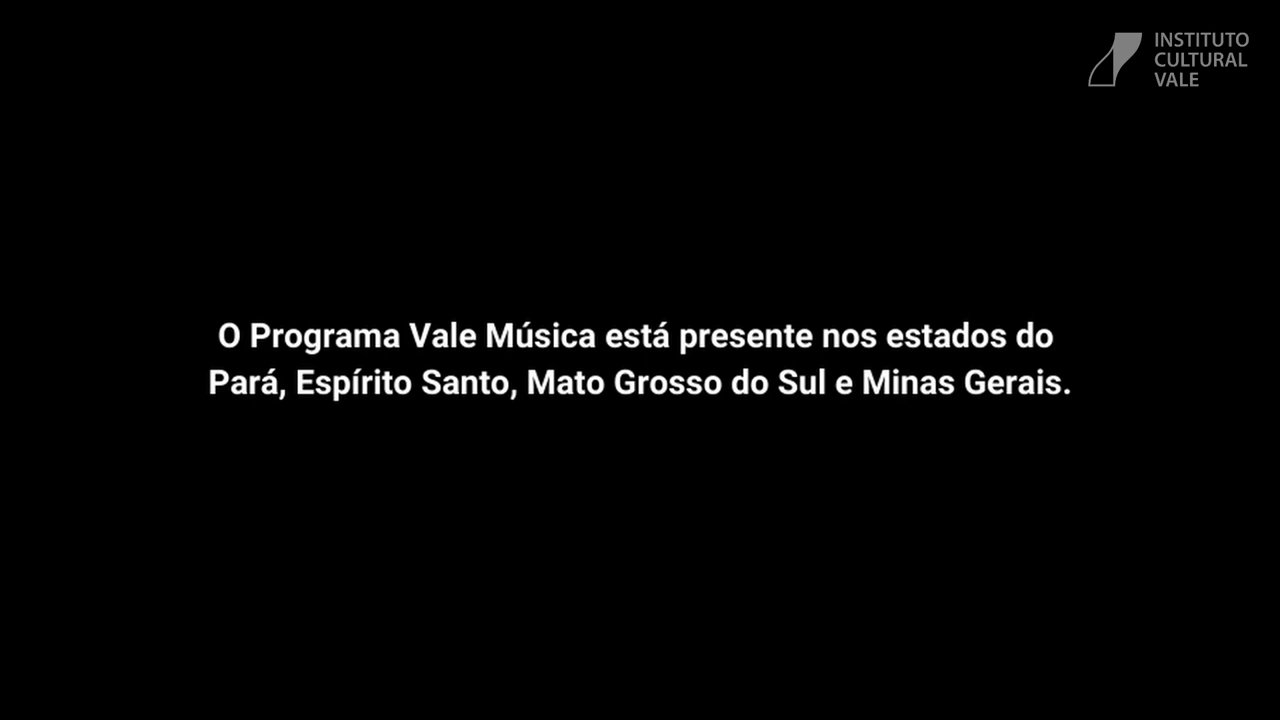 INSTITUTO
CULTURAL
VALE
O Programa Vale Música está presente nos estados do
Pará, Espírito Santo, Mato Grosso do Sul e Minas Gerais.